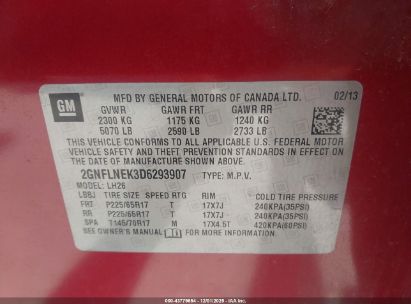 GM
MFD BY GENERAL MOTORS OF CANADA LTD. 02/13
GVWR GAWR FRT GAWR RR
2300 KG 1175 KG 1240 KG
5070 LB 2590 LB 2733 LB
THIS VEHICLE CONFORMS TO ALL APPLICABLE U.S. FEDERAL MOTOR
VEHICLE SAFETY AND THEFT PREVENTION STANDARDS IN EFFECT ON
THE DATE OF MANUFACTURE SHOWN ABOVE.
2GNFLNEK3D6293907 TYPE: M.P.V.
MODEL: LH26
LBBJ TIRE SIZE SPEED RTG RIM COLD TIRE PRESSURE
FRT P225/65R17 T 17X7J 240KPA(35PSI)
RR P225/65R17 T 17X7J 240KPA(35PSI)
SPA T145/70R17 M 17X4.5T 420KPA(60PSI)
SEE OWNER'S MANUAL FOR ADDITIONAL INFORMATION